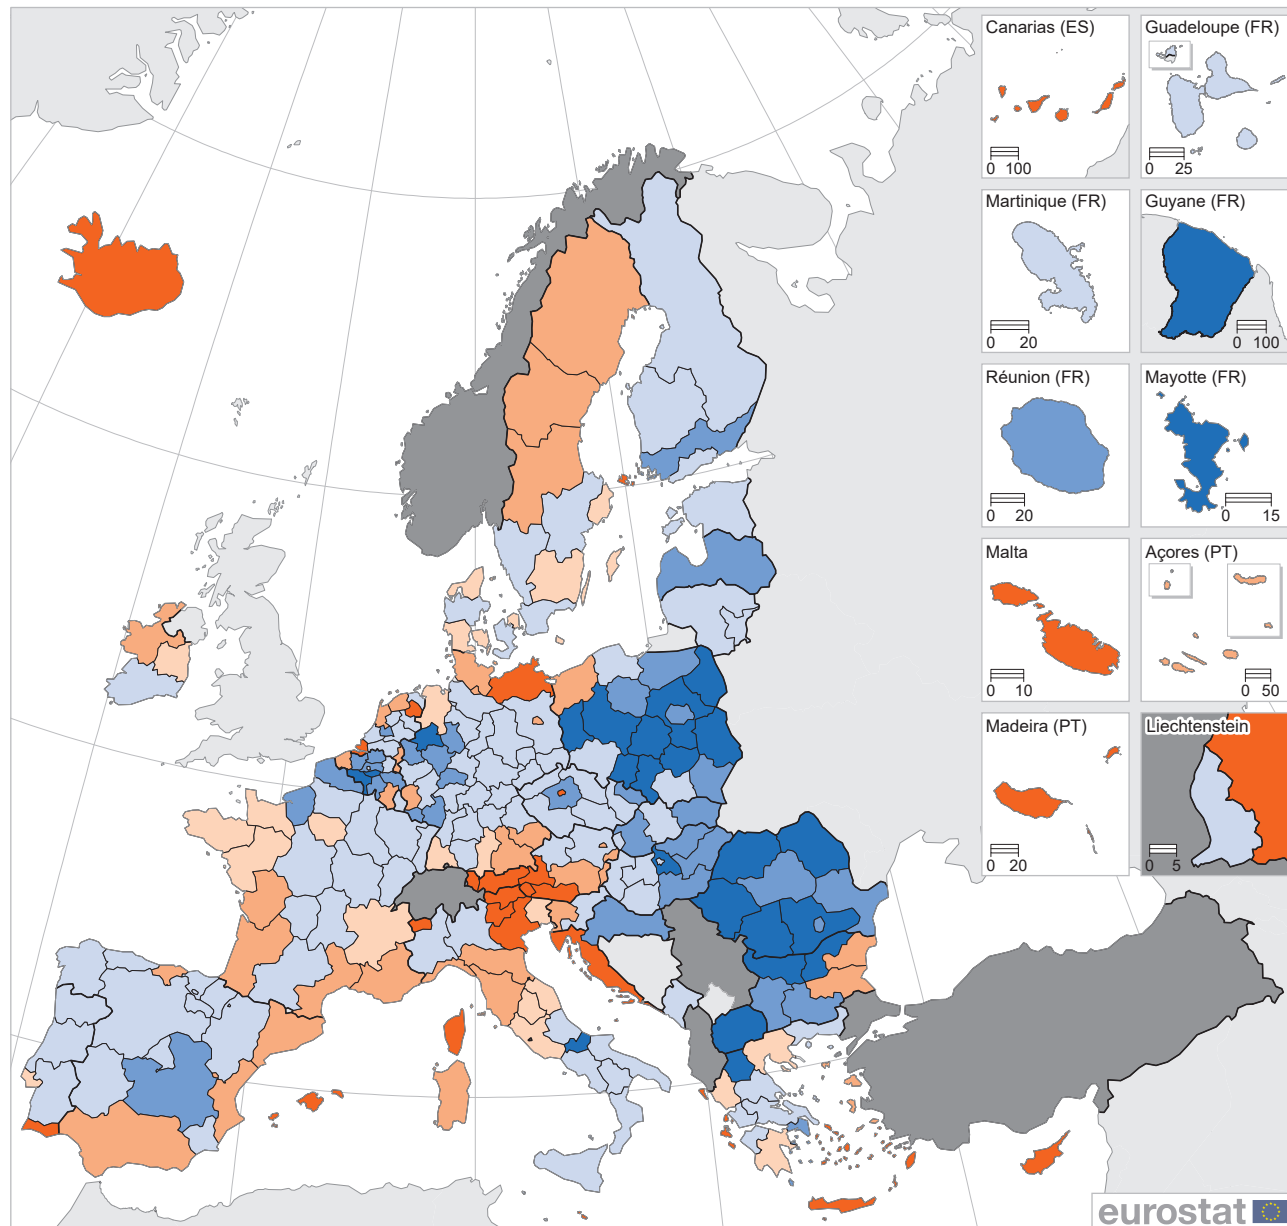 Canarias (ES)
0 100
Guadeloupe (FR)
0 25
Martinique (FR)
0 20
Guyane (FR)
0 100
Réunion (FR)
0 20
Mayotte (FR)
0 15
Malta
0 10
Açores (PT)
0 50
Madeira (PT)
0 20
Liechtenstein
0 5
eurostat